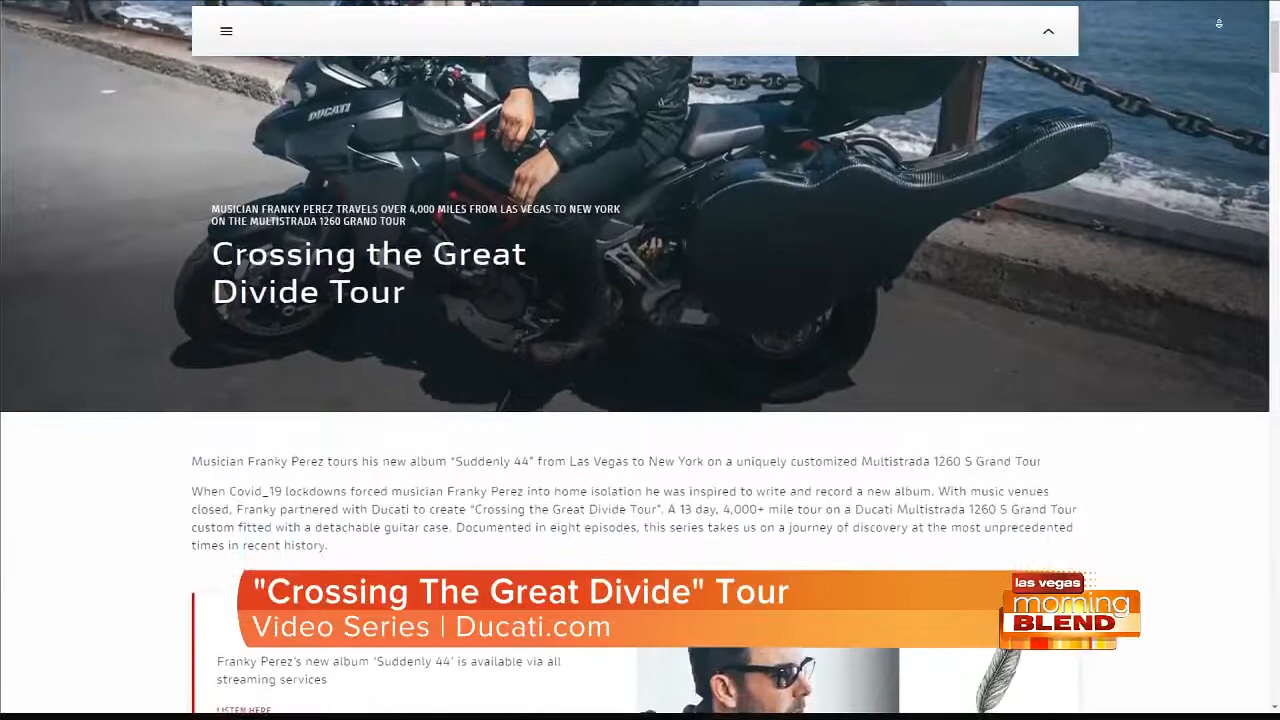 DUCATI
MUSICIAN FRANKY PEREZ TRAVELS OVER 4,000 MILES FROM LAS VEGAS TO NEW YORK
ON THE MULTISTRADA 1260 GRAND TOUR
Crossing the Great
Divide Tour
Musician Franky Perez tours his new album “Suddenly 44” from Las Vegas to New York on a uniquely customized Multistrada 1260 S Grand Tour
When Covid_19 lockdowns forced musician Franky Perez into home isolation he was inspired to write and record a new album. With music venues
closed, Franky partnered with Ducati to create “Crossing the Great Divide Tour”. A 13 day, 4,000+ mile tour on a Ducati Multistrada 1260 S Grand Tour
custom fitted with a detachable guitar case. Documented in eight episodes, this series takes us on a journey of discovery at the most unprecedented
times in recent history.
"Crossing The Great Divide" Tour
Video Series | Ducati.com
las vegas
morning
BLEND
Franky Perez's new album ‘Suddenly 44’ is available via all
streaming services
LISTEN HERE